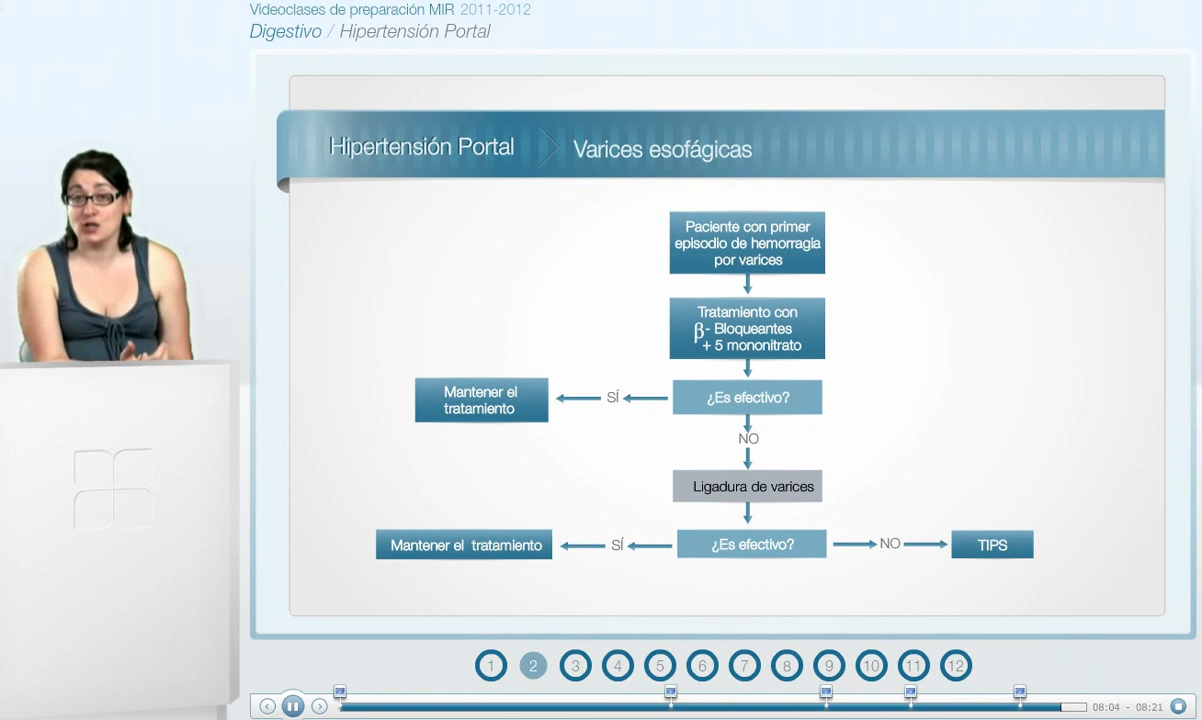 Videoclases de preparación MIR 2011-2012
Digestivo / Hipertensión Portal
Hipertensión Portal
Varices esofágicas
Paciente con primer
episodio de hemorragia
por varices
Tratamiento con
β- Bloqueantes
+ 5 mononitrato
Mantener el
tratamiento
SÍ
¿Es efectivo?
NO
Ligadura de varices
Mantener el tratamiento
SÍ
¿Es efectivo?
NO
TIPS
1 2 3 4 5 6 7 8 9 10 11 12
08:04 - 08:21